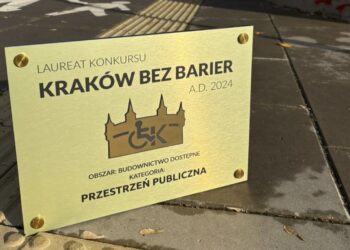 LAUREAT KONKURSU
KRAKÓW BEZ BARIER
A.D. 2024
OBSZAR: BUDOWNICTWO DOSTĘPNE
KATEGORIA:
PRZESTRZEŃ PUBLICZNA